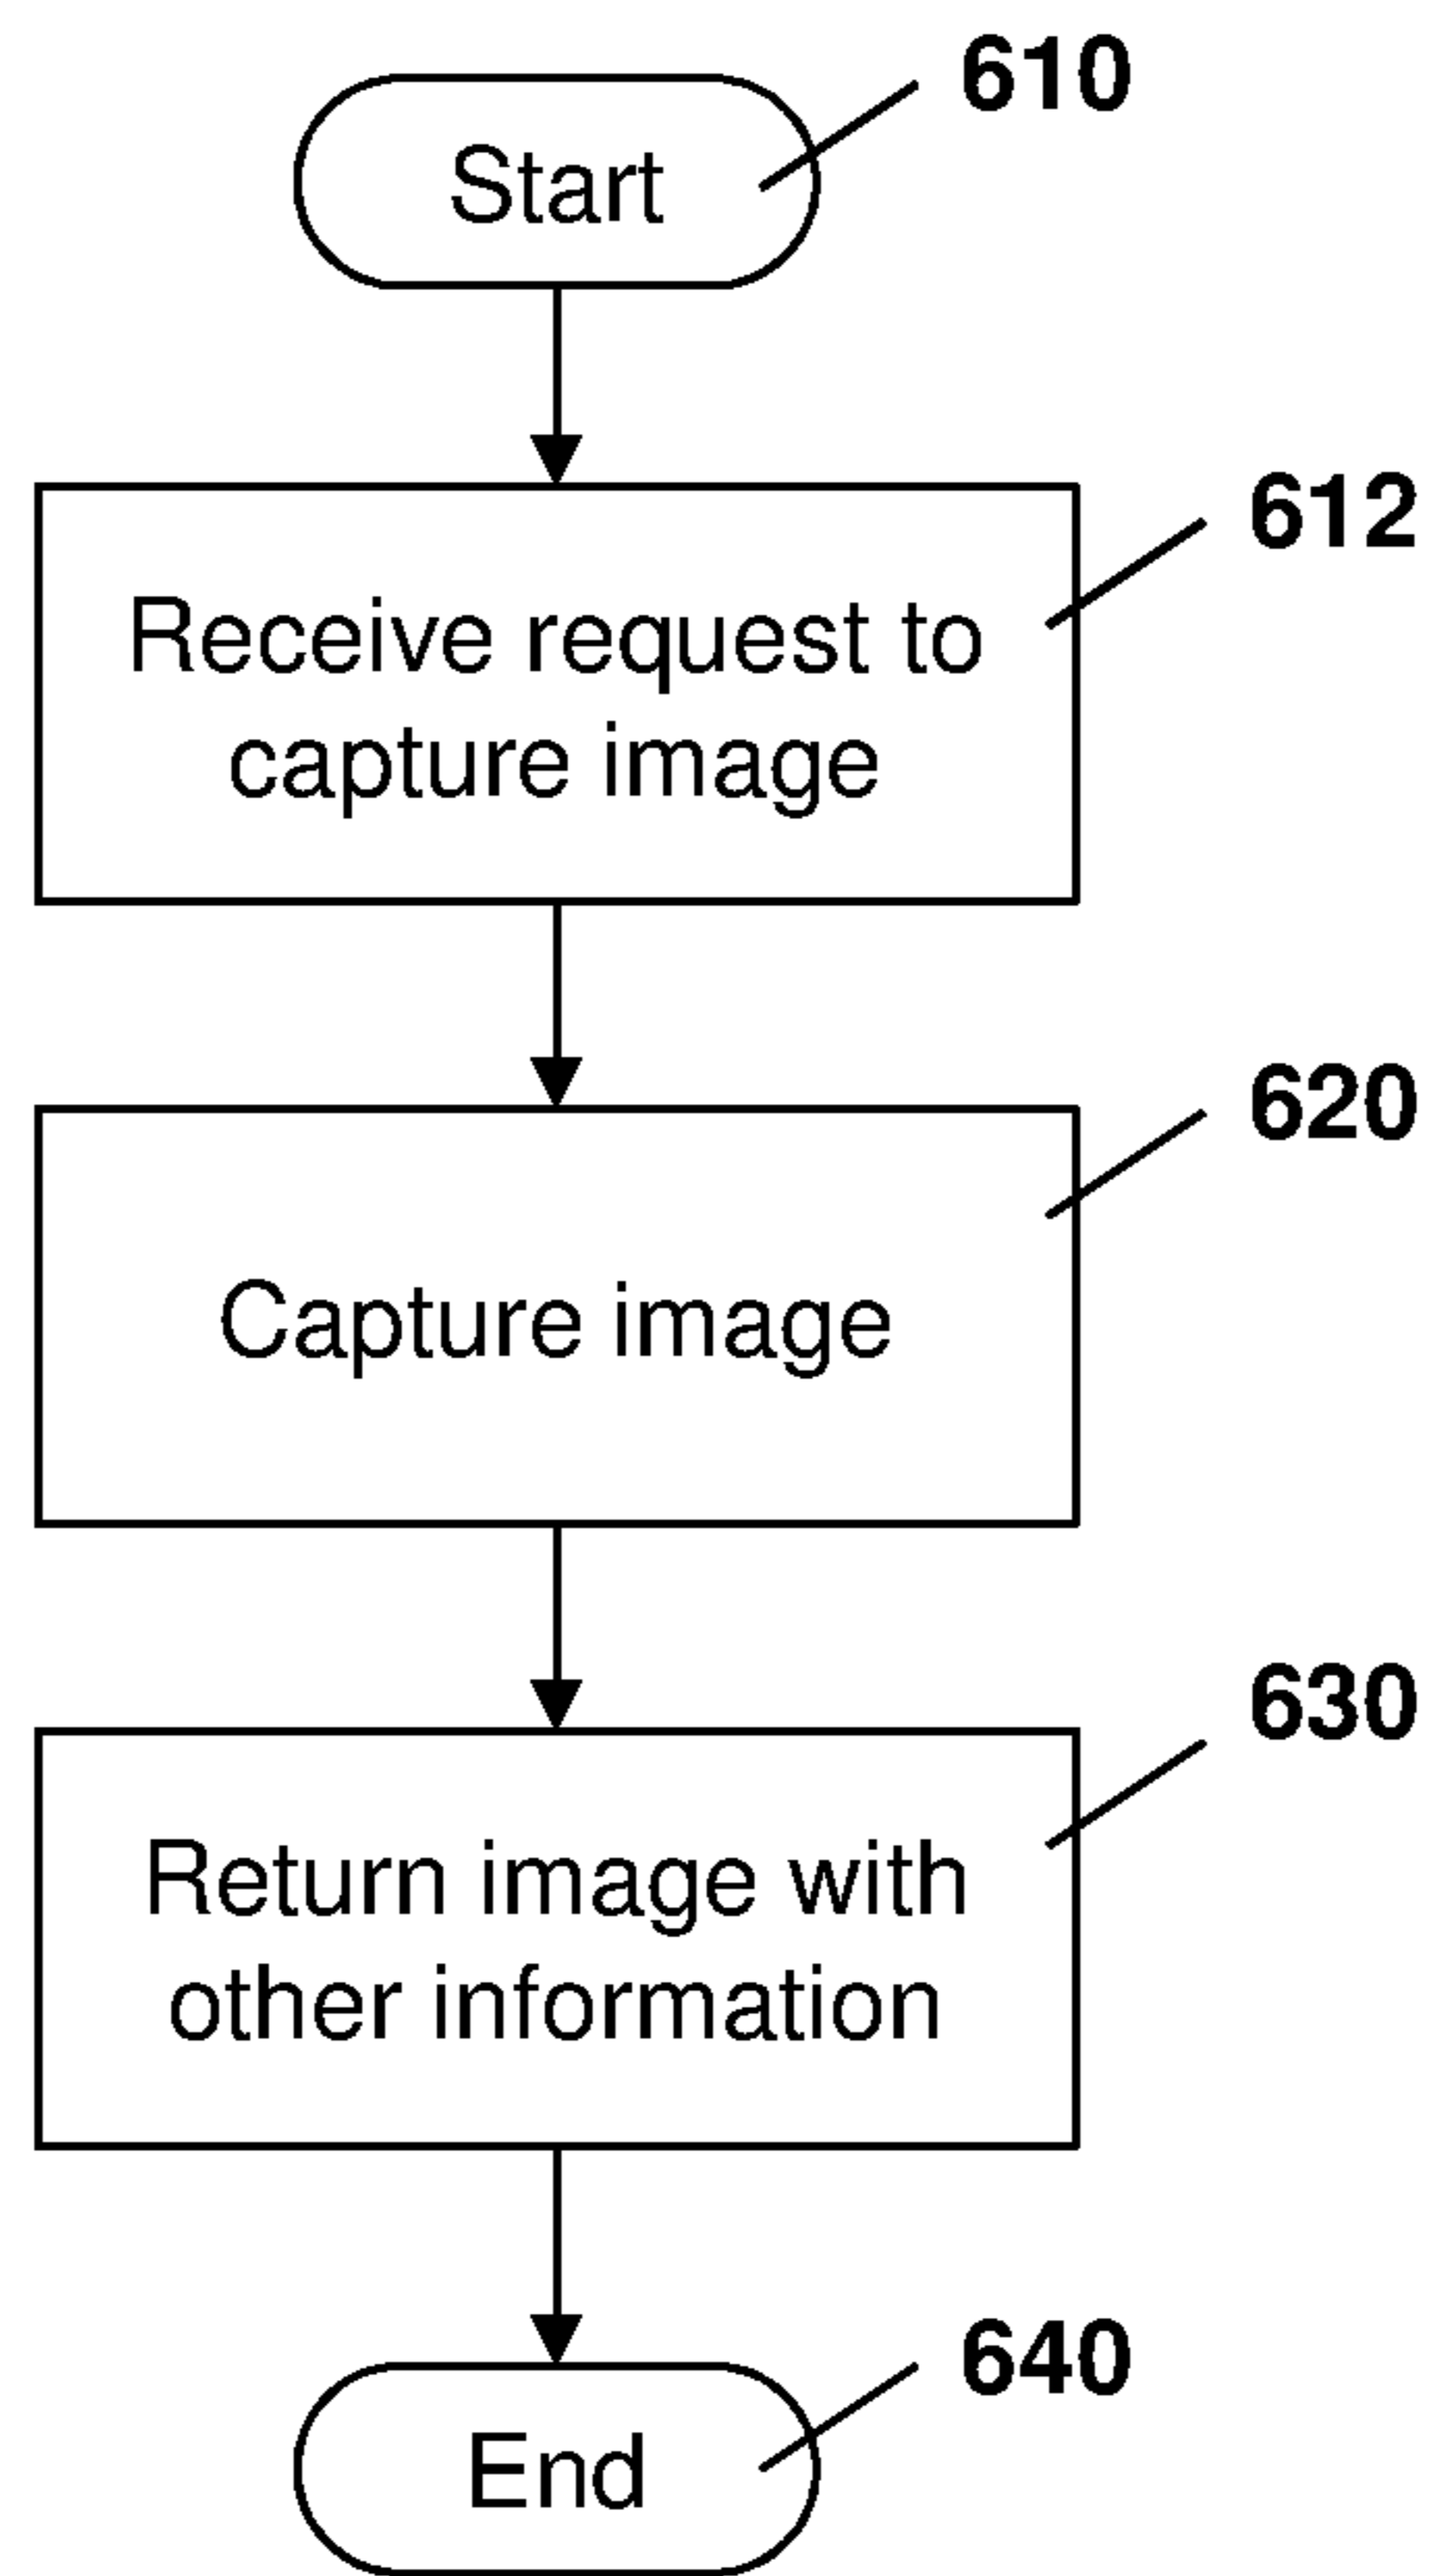 610
Start
612
Receive request to
capture image
620
Capture image
630
Return image with
other information
640
End